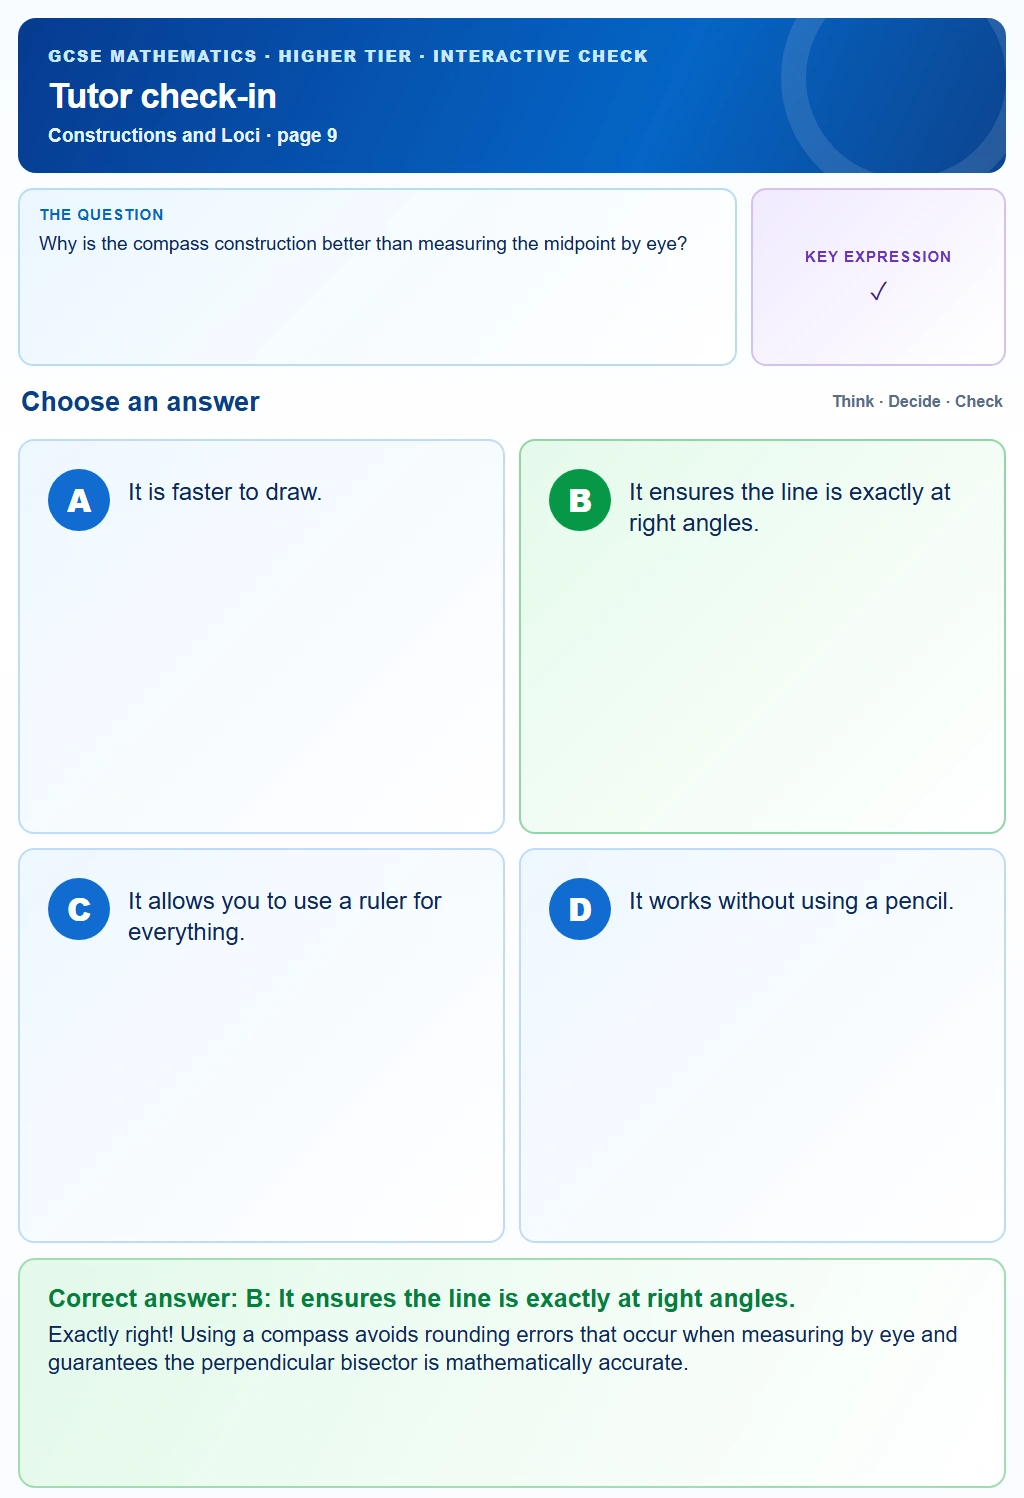 GCSE MATHEMATICS · HIGHER TIER · INTERACTIVE CHECK
Tutor check-in
Constructions and Loci · page 9
THE QUESTION
Why is the compass construction better than measuring the midpoint by eye?
KEY EXPRESSION
✓
Choose an answer
Think · Decide · Check
A
It is faster to draw.
B
It ensures the line is exactly at
right angles.
C
It allows you to use a ruler for
everything.
D
It works without using a pencil.
Correct answer: B: It ensures the line is exactly at right angles.
Exactly right! Using a compass avoids rounding errors that occur when measuring by eye and
guarantees the perpendicular bisector is mathematically accurate.